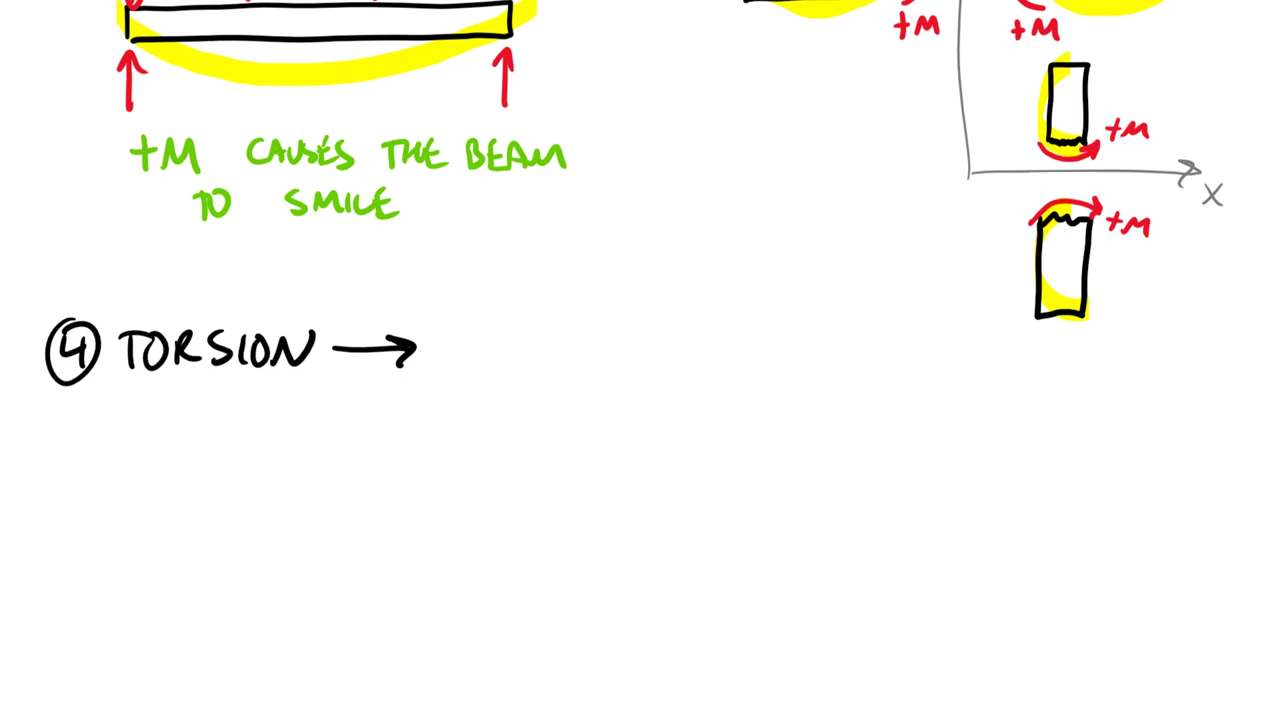 +M CAUSES THE BEAM
TO SMILE
+M
+M
+M
X
+M
④ TORSION →